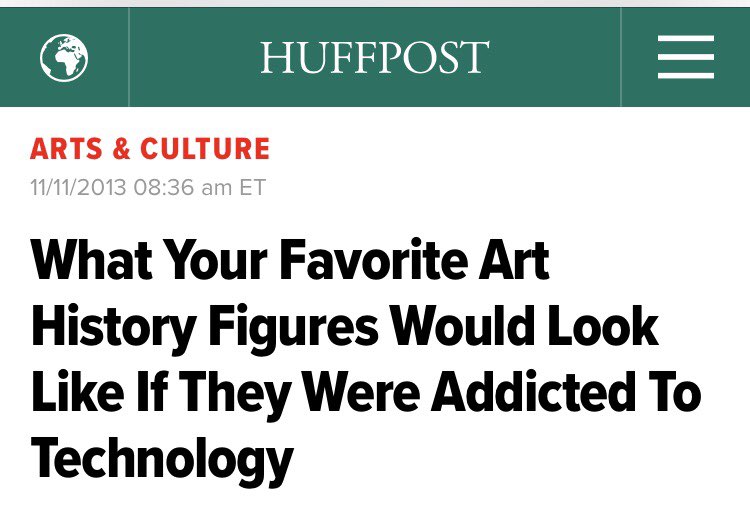 HUFFPOST
ARTS & CULTURE
11/11/2013 08:36 am ET
What Your Favorite Art
History Figures Would Look
Like If They Were Addicted To
Technology